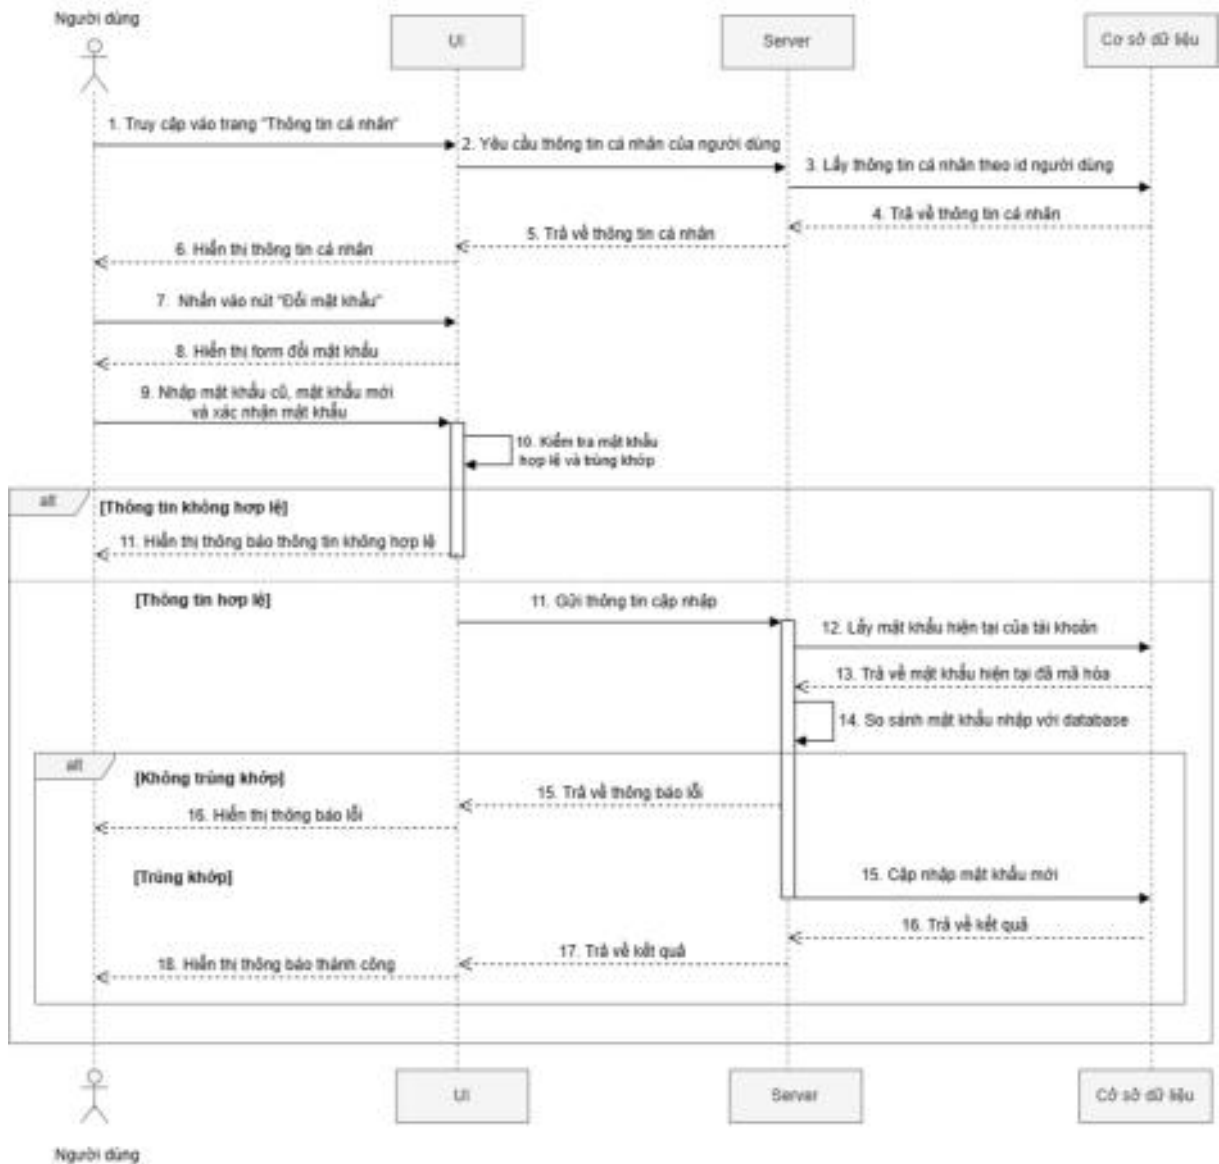 Người dùng
UI
Server
Cơ sở dữ liệu
1. Truy cập vào trang "Thông tin cá nhân"
2. Yêu cầu thông tin cá nhân của người dùng
3. Lấy thông tin cá nhân theo id người dùng
4. Trả về thông tin cá nhân
5. Trả về thông tin cá nhân
6. Hiển thị thông tin cá nhân
7. Nhấn vào nút "Đổi mật khẩu"
8. Hiển thị form đổi mật khẩu
9. Nhập mật khẩu cũ, mật khẩu mới
và xác nhận mật khẩu
10. Kiểm tra mật khẩu
hợp lệ và trùng khớp
alt
[Thông tin không hơp lệ]
11. Hiển thị thông báo thông tin không hợp lệ
[Thông tin hơp lệ]
11. Gửi thông tin cập nhập
12. Lấy mật khẩu hiện tại của tài khoản
13. Trả về mật khẩu hiện tại đã mã hóa
14. So sánh mật khẩu nhập với database
alt
[Không trùng khớp]
15. Trả về thông báo lỗi
16. Hiển thị thông báo lỗi
[Trùng khớp]
15. Cập nhập mật khẩu mới
16. Trả về kết quả
17. Trả về kết quả
18. Hiển thị thông báo thành công
UI
Server
Cở sở dữ liệu
Người dùng